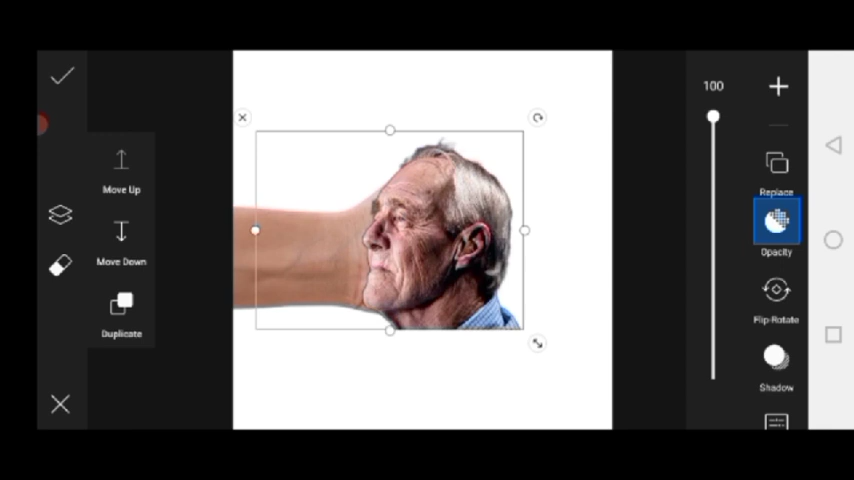 100
Move Up
Replace
Move Down
Opacity
Flip-Rotate
Duplicate
Shadow